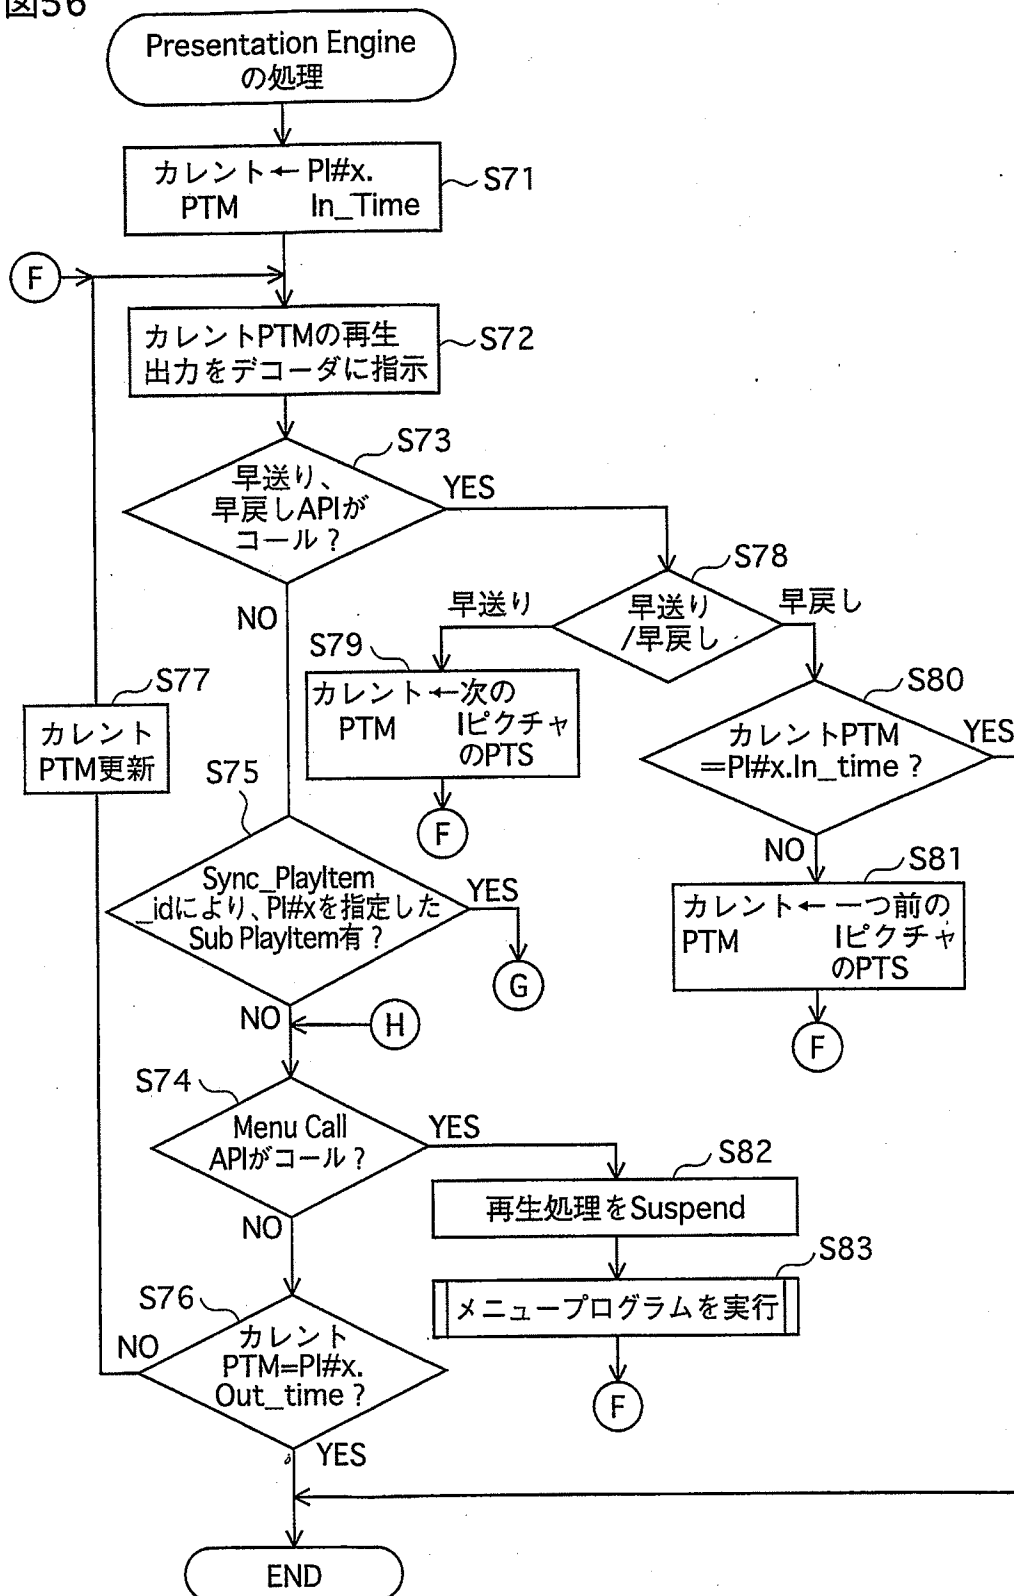 図56
Presentation Engine
の処理
カレント← PI#x.
PTM In_Time
S71
F
カレントPTMの再生
出力をデコーダに指示
S72
S73
早送り、
早戻しAPIが
コール?
YES
NO
S78
早送り
早送り
/早戻し
早戻し
S79
カレント←次の
PTM Iピクチャ
のPTS
F
S80
カレントPTM
=PI#x.In_time?
YES
NO
S81
カレント←一つ前の
PTM Iピクチャ
のPTS
F
S77
カレント
PTM更新
S75
Sync_PlayItem
_idにより、PI#xを指定した
Sub PlayItem有?
YES
G
NO
H
S74
Menu Call
APIがコール?
YES
NO
S82
再生処理をSuspend
S83
メニュープログラムを実行
F
S76
カレント
PTM=PI#x.
Out_time?
NO
YES
END